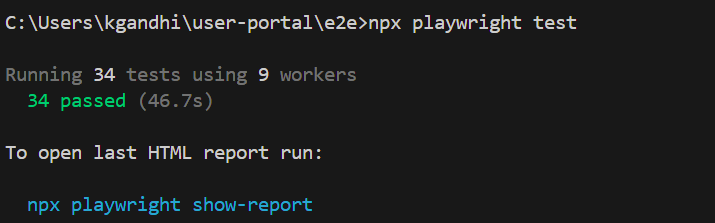 C:\Users\kgandhi\user-portal\e2e>npx playwright test
Running 34 tests using 9 workers
34 passed (46.7s)
To open last HTML report run:
npx playwright show-report